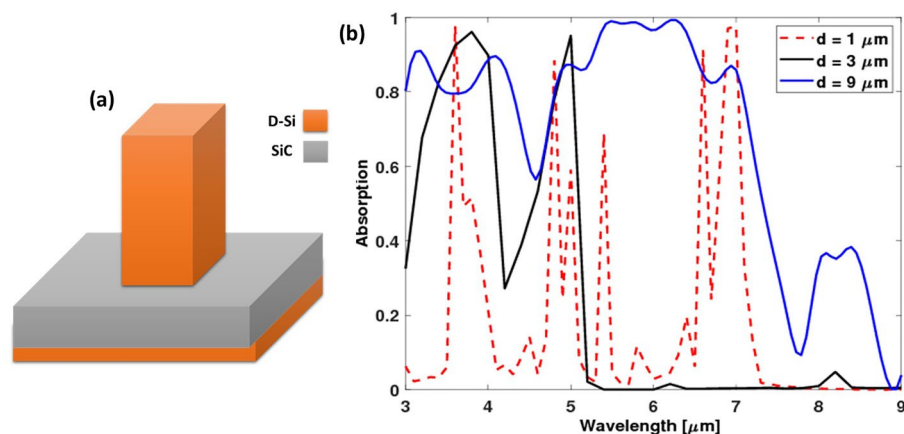 (a)
D-Si
SiC
(b)
d = 1 μm
d = 3 μm
d = 9 μm
Absorption
1
0.8
0.6
0.4
0.2
0
3 4 5 6 7 8 9
Wavelength [μm]